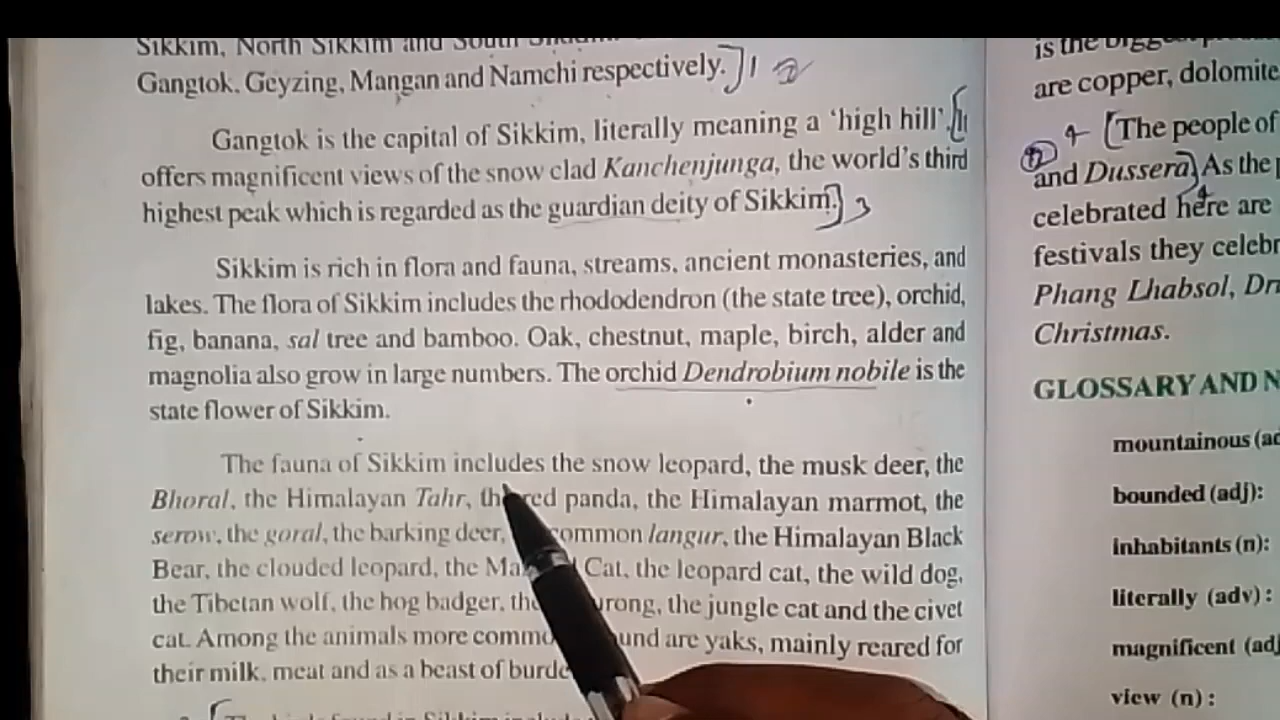 Sikkim, North Sikkim and South
Gangtok, Geyzing, Mangan and Namchi respectively.] 1
Gangtok is the capital of Sikkim, literally meaning a 'high hill'. [It
offers magnificent views of the snow clad Kanchenjunga, the world's third
highest peak which is regarded as the guardian deity of Sikkim.] 3
Sikkim is rich in flora and fauna, streams, ancient monasteries, and
lakes. The flora of Sikkim includes the rhododendron (the state tree), orchid,
fig, banana, sal tree and bamboo. Oak, chestnut, maple, birch, alder and
magnolia also grow in large numbers. The orchid Dendrobium nobile is the
state flower of Sikkim.
The fauna of Sikkim includes the snow leopard, the musk deer, the
Bhoral, the Himalayan Tahr, the red panda, the Himalayan marmot, the
serow, the goral, the barking deer, common langur, the Himalayan Black
Bear, the clouded leopard, the Cat, the leopard cat, the wild dog,
the Tibetan wolf, the hog badger, the jungle cat and the civet
cat. Among the animals more are yaks, mainly reared for
their milk, meat and as a beast of
is the
are copper, dolomite
4 [The people of
and Dussera] As the
celebrated here are
festivals they
Phang Lhabsol,
Christmas.
GLOSSARY AND N
mountainous
bounded (adj):
inhabitants (n):
literally (adv) :
magnificent
view (n) :